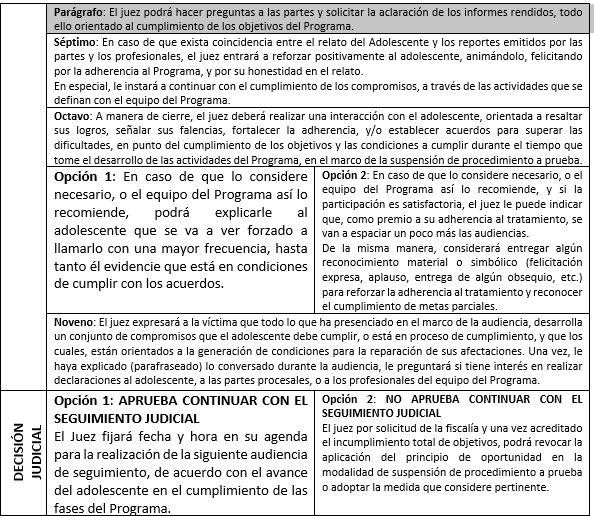 Parágrafo: El juez podrá hacer preguntas a las partes y solicitar la aclaración de los informes rendidos, todo
ello orientado al cumplimiento de los objetivos del Programa.
Séptimo: En caso de que exista coincidencia entre el relato del Adolescente y los reportes emitidos por las
partes y los profesionales, el juez entrará a reforzar positivamente al adolescente, animándolo, felicitando
por la adherencia al Programa, y por su honestidad en el relato.
En especial, le instará a continuar con el cumplimiento de los compromisos, a través de las actividades que se
definan con el equipo del Programa.
Octavo: A manera de cierre, el juez deberá realizar una interacción con el adolescente, orientada a resaltar
sus logros, señalar sus falencias, fortalecer la adherencia, y/o establecer acuerdos para superar las
dificultades, en punto del cumplimiento de los objetivos y las condiciones a cumplir durante el tiempo que
tome el desarrollo de las actividades del Programa, en el marco de la suspensión de procedimiento a prueba.
Opción 1: En caso de que lo considere
necesario, o el equipo del Programa así lo
recomiende, podrá explicarle al
adolescente que se va a ver forzado a
llamarlo con una mayor frecuencia, hasta
tanto él evidencie que está en condiciones
de cumplir con los acuerdos.
Opción 2: En caso de que lo considere necesario, o el
equipo del Programa así lo recomiende, y si la
participación es satisfactoria, el juez le puede indicar
que, como premio a su adherencia al tratamiento, se
van a espaciar un poco más las audiencias.
De la misma manera, considerará entregar algún
reconocimiento material o simbólico (felicitación
expresa, aplauso, entrega de algún obsequio, etc.)
para reforzar la adherencia al tratamiento y reconocer
el cumplimiento de metas parciales.
Noveno: El juez expresará a la víctima que todo lo que ha presenciado en el marco de la audiencia, desarrolla
un conjunto de compromisos que el adolescente debe cumplir, o está en proceso de cumplimiento, y que los
cuales, están orientados a la generación de condiciones para la reparación de sus afectaciones. Una vez, le
haya explicado (parafraseado) lo conversado durante la audiencia, le preguntará si tiene interés en realizar
declaraciones al adolescente, a las partes procesales, o a los profesionales del equipo del Programa.
DECISIÓN
JUDICIAL
Opción 1: APRUEBA CONTINUAR CON EL
SEGUIMIENTO JUDICIAL
El Juez fijará fecha y hora en su agenda
para la realización de la siguiente audiencia
de seguimiento, de acuerdo con el avance
del adolescente en el cumplimiento de las
fases del Programa.
Opción 2: NO APRUEBA CONTINUAR CON EL
SEGUIMIENTO JUDICIAL
El juez por solicitud de la fiscalía y una vez acreditado
el incumplimiento total de objetivos, podrá revocar la
aplicación del principio de oportunidad en la
modalidad de suspensión de procedimiento a prueba
o adoptar la medida que considere pertinente.